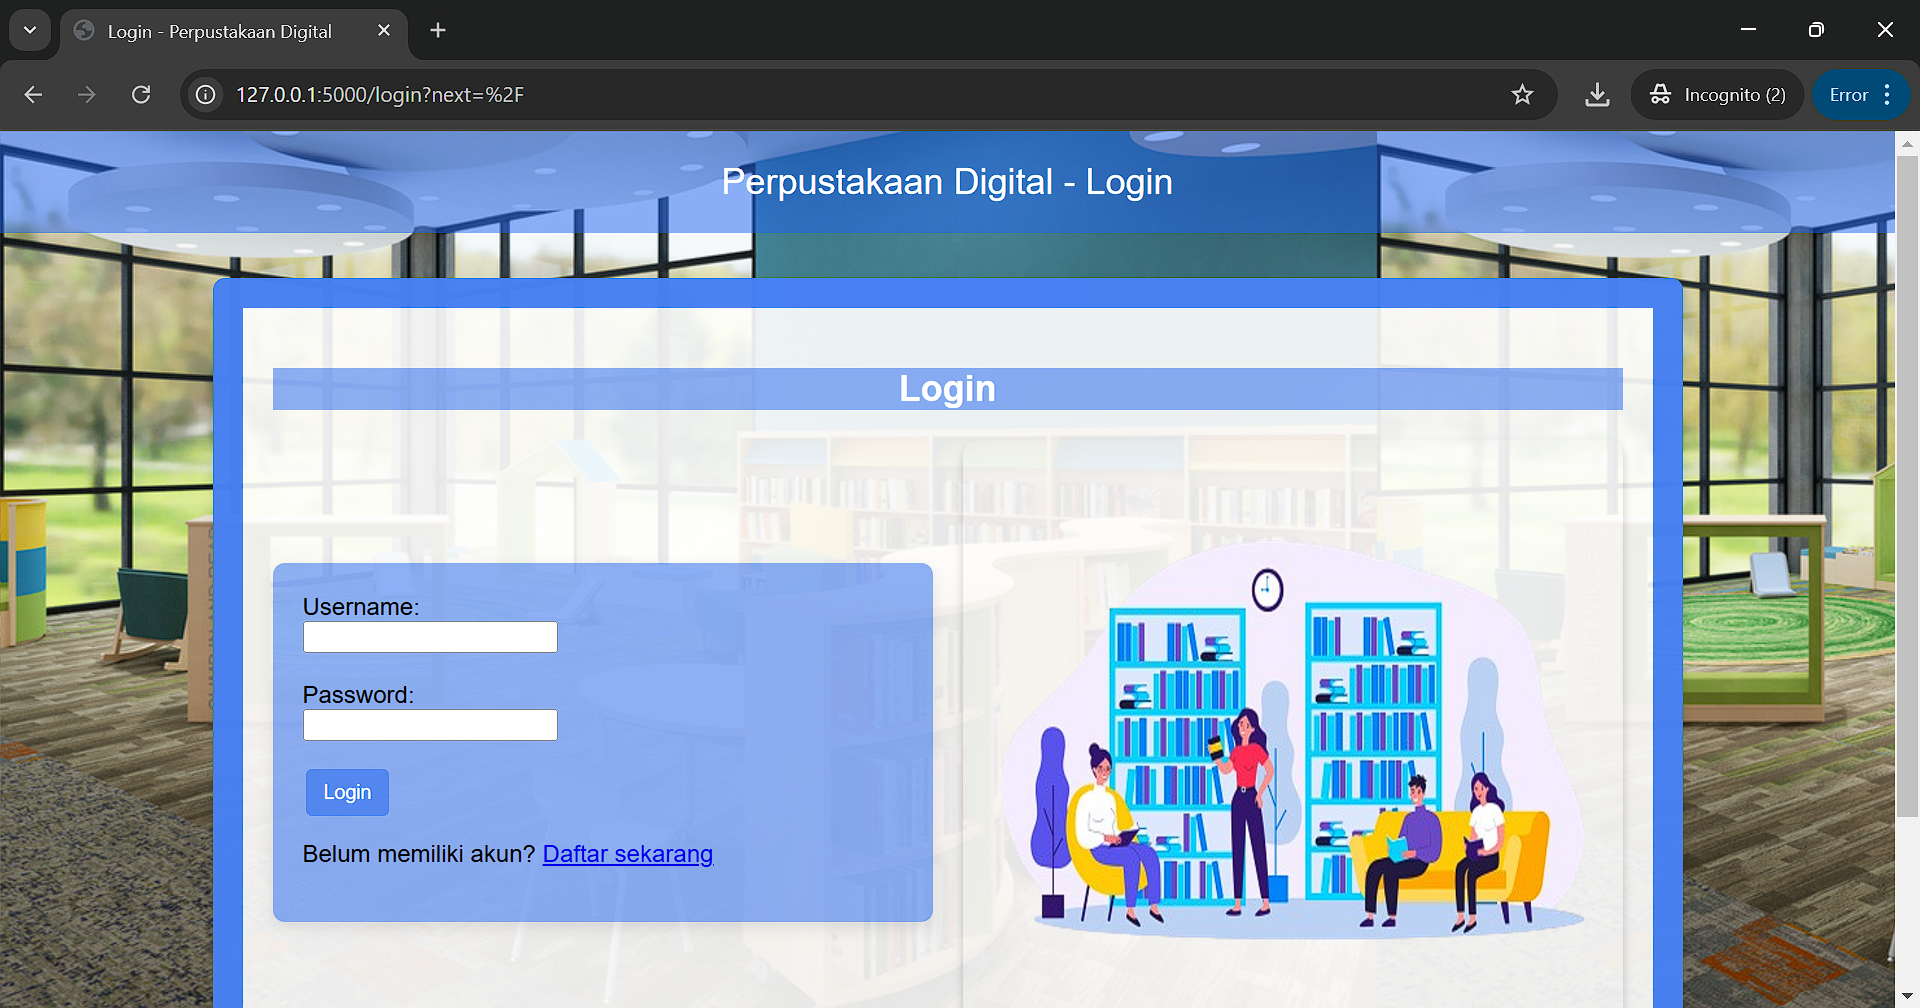 Login - Perpustakaan Digital
127.0.0.1:5000/login?next=%2F
Incognito (2)
Error
Perpustakaan Digital - Login
Login
Username:
Password:
Login
Belum memiliki akun? Daftar sekarang